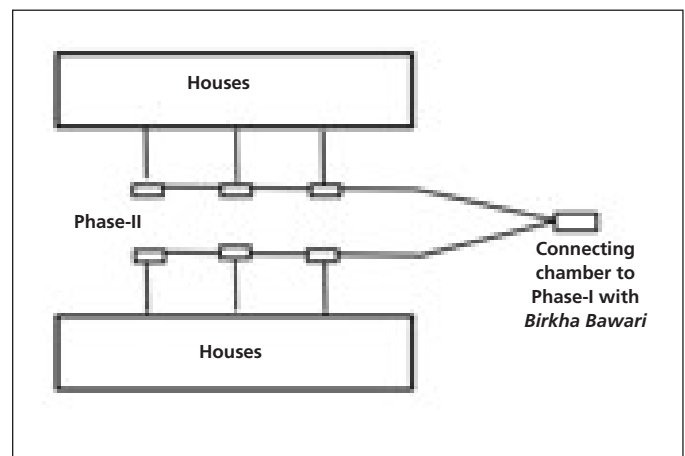 Houses
Phase-II
Connecting
chamber to
Phase-I with
Birkha Bawari
Houses